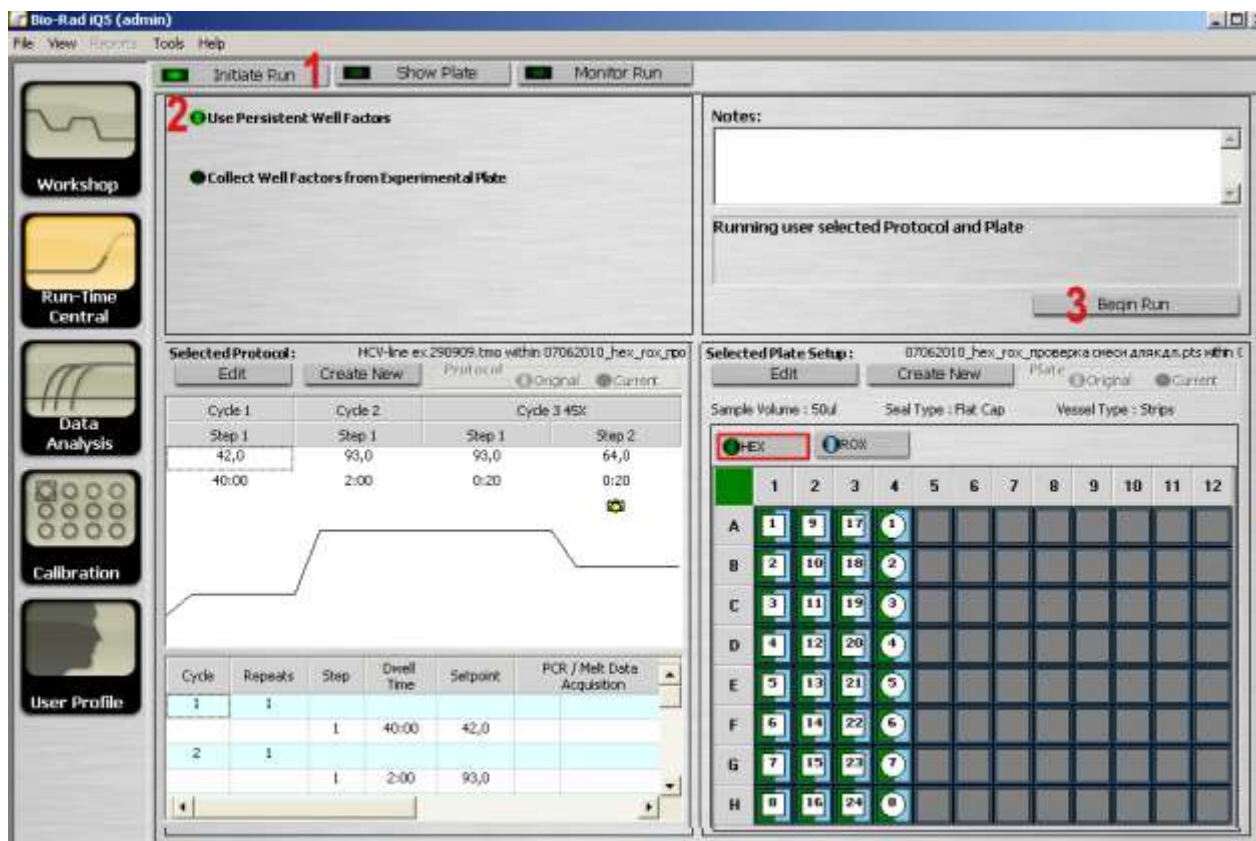 Bio-Rad iQ5 (admin)
File View Reports Tools Help
Initiate Run 1 Show Plate Monitor Run
2 Use Persistent Well Factors
Collect Well Factors from Experimental Plate
Notes:
Running user selected Protocol and Plate
3 Begin Run
Workshop
Run-Time
Central
Data
Analysis
Calibration
User Profile
Selected Protocol: HCV-line ex 290909.tmo within 07062010_hex_rox_про
Edit Create New Protocol Original Current
Cycle 1 Cycle 2 Cycle 3 45X
Step 1 Step 1 Step 1 Step 2
42,0 93,0 93,0 64,0
40:00 2:00 0:20 0:20
Cycle Repeats Step Dwell Time Setpoint PCR / Melt Data Acquisition
1 1
1 40:00 42,0
2 1
1 2:00 93,0
Selected Plate Setup: 07062010_hex_rox_проверка смеси для кдл.pts within
Edit Create New Plate Original Current
Sample Volume : 50ul Seal Type : Flat Cap Vessel Type : Strips
HEX ROX
1 2 3 4 5 6 7 8 9 10 11 12
A 1 9 17 1
B 2 10 18 2
C 3 11 19 3
D 4 12 20 4
E 5 13 21 5
F 6 14 22 6
G 7 15 23 7
H 8 16 24 8